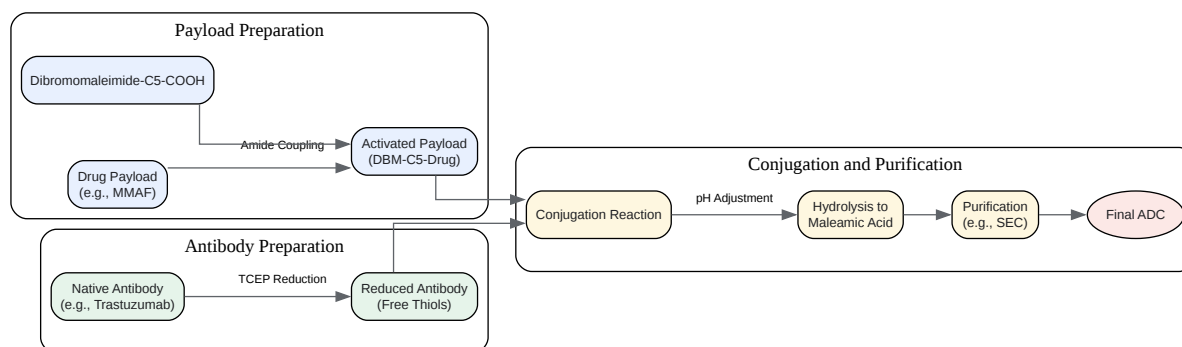 Payload Preparation
Dibromomaleimide-C5-COOH
Amide Coupling
Drug Payload
(e.g., MMAF)
Activated Payload
(DBM-C5-Drug)
Antibody Preparation
Native Antibody
(e.g., Trastuzumab)
TCEP Reduction
Reduced Antibody
(Free Thiols)
Conjugation and Purification
Conjugation Reaction
pH Adjustment
Hydrolysis to
Maleamic Acid
Purification
(e.g., SEC)
Final ADC